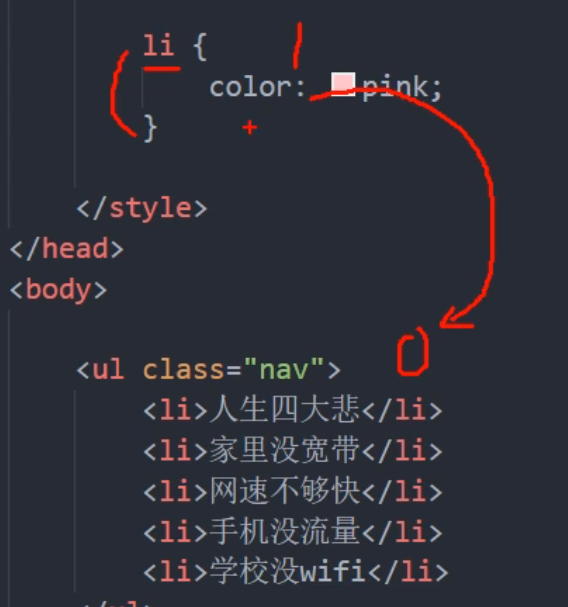 li {
color: pink;
}
</style>
</head>
<body>
<ul class="nav">
<li>人生四大悲</li>
<li>家里没宽带</li>
<li>网速不够快</li>
<li>手机没流量</li>
<li>学校没wifi</li>
</ul>